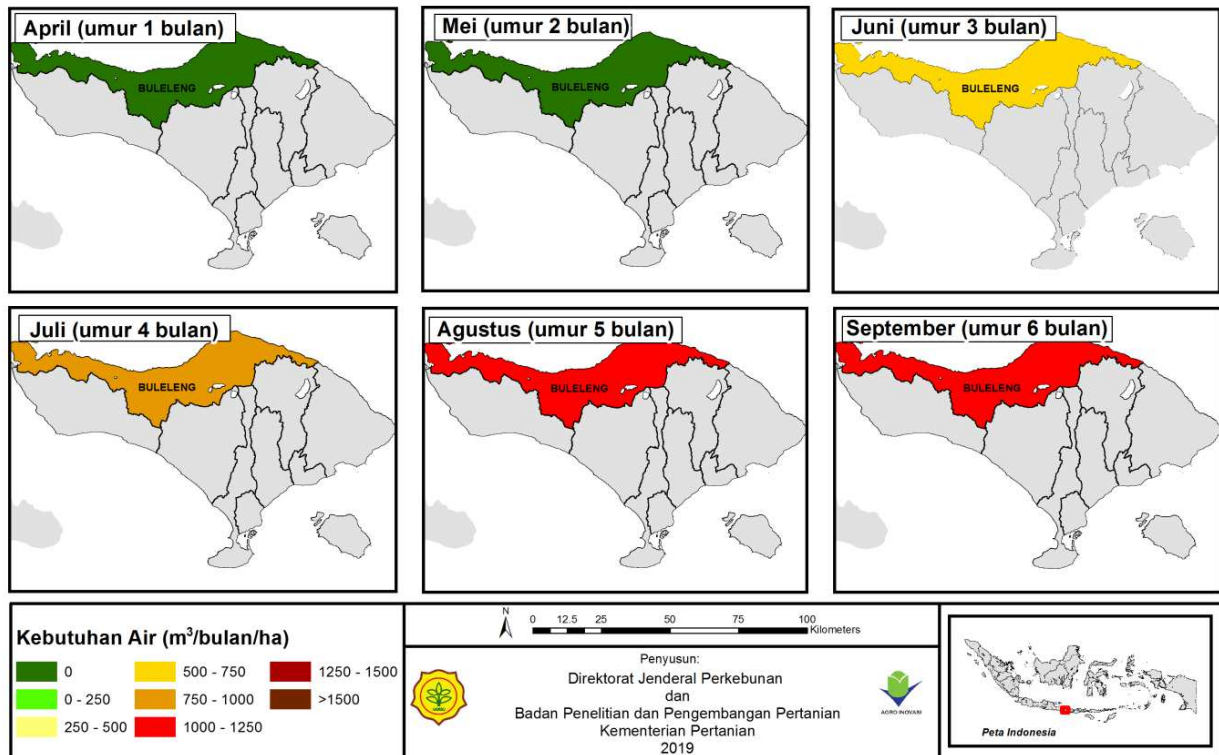 April (umur 1 bulan)
BULELENG
Mei (umur 2 bulan)
BULELENG
Juni (umur 3 bulan)
BULELENG
Juli (umur 4 bulan)
BULELENG
Agustus (umur 5 bulan)
BULELENG
September (umur 6 bulan)
BULELENG
Kebutuhan Air (m³/bulan/ha)
0
0 - 250
250 - 500
500 - 750
750 - 1000
1000 - 1250
1250 - 1500
>1500
N
0 12.5 25 50 75 100
Kilometers
Penyusun:
Direktorat Jenderal Perkebunan
dan
Badan Penelitian dan Pengembangan Pertanian
Kementerian Pertanian
2019
AGRO INOVASI
Peta Indonesia